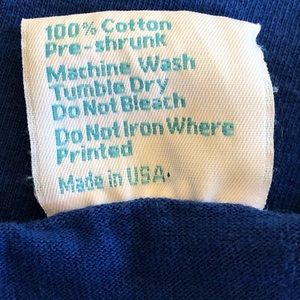 100% Cotton
Pre-shrunk
Machine Wash
Tumble Dry
Do Not Bleach
Do Not Iron Where
Printed
Made in USA